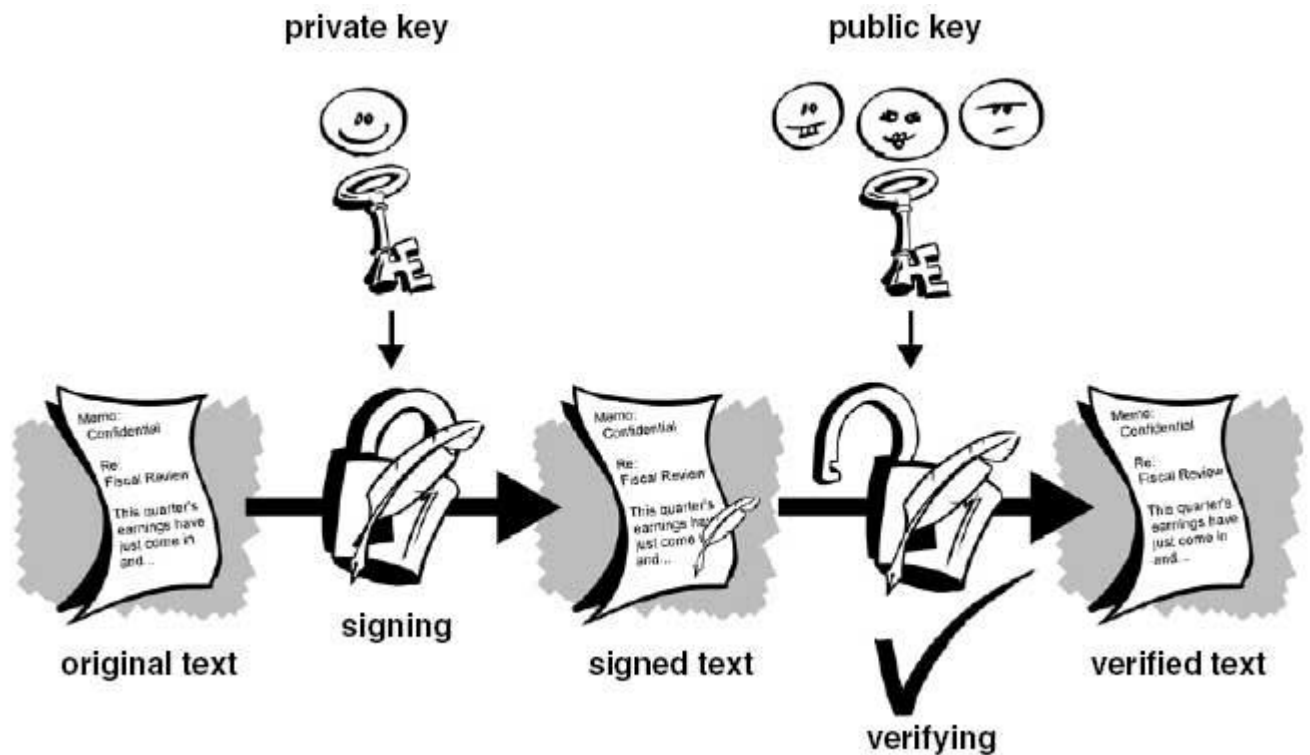 private key
public key
Memo:
Confidential
Re:
Fiscal Review
This quarter's
earnings have
just come in
and...
Memo:
Confidential
Re:
Fiscal Review
This quarter's
earnings hav
just come
and...
Memo:
Confidential
Re:
Fiscal Review
This quarter's
earnings have
just come in
and...
signing
original text
signed text
verified text
verifying